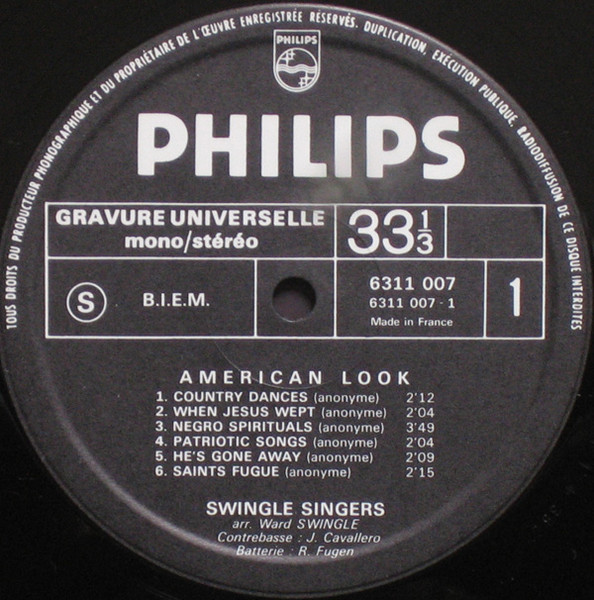 TOUS DROITS DU PRODUCTEUR PHONOGRAPHIQUE ET DU PROPRIÉTAIRE DE L'ŒUVRE ENREGISTRÉE RÉSERVÉS. DUPLICATION, EXÉCUTION PUBLIQUE, RADIODIFFUSION DE CE DISQUE INTERDITES
PHILIPS
PHILIPS
GRAVURE UNIVERSELLE
mono/stéréo
33 1/3
S
B.I.E.M.
6311 007
6311 007 - 1
Made in France
1
AMERICAN LOOK
1. COUNTRY DANCES (anonyme) 2'12
2. WHEN JESUS WEPT (anonyme) 2'04
3. NEGRO SPIRITUALS (anonyme) 3'49
4. PATRIOTIC SONGS (anonyme) 2'04
5. HE'S GONE AWAY (anonyme) 2'09
6. SAINTS FUGUE (anonyme) 2'15
SWINGLE SINGERS
arr. Ward SWINGLE
Contrebasse : J. Cavallero
Batterie : R. Fugen